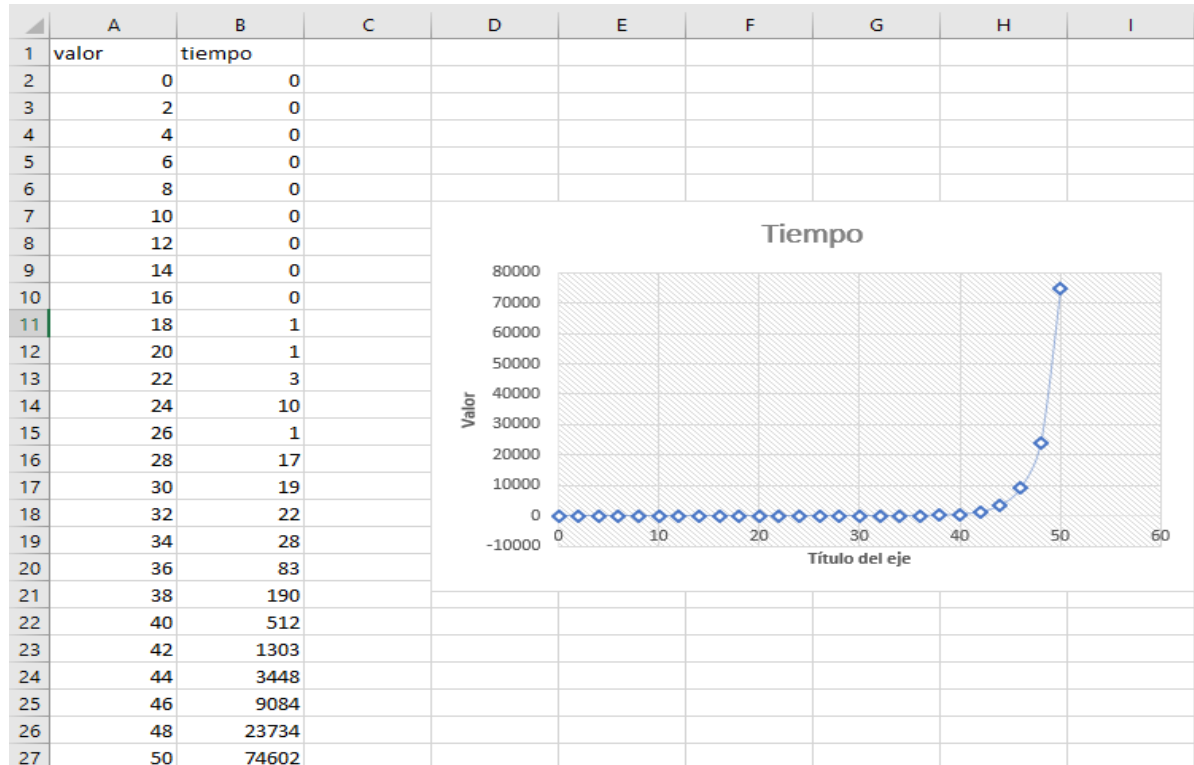 A B C D E F G H I
1 valor tiempo
2 0 0
3 2 0
4 4 0
5 6 0
6 8 0
7 10 0
8 12 0
9 14 0
10 16 0
11 18 1
12 20 1
13 22 3
14 24 10
15 26 1
16 28 17
17 30 19
18 32 22
19 34 28
20 36 83
21 38 190
22 40 512
23 42 1303
24 44 3448
25 46 9084
26 48 23734
27 50 74602
Tiempo
80000
70000
60000
50000
40000
30000
20000
10000
0
-10000
Valor
0 10 20 30 40 50 60
Título del eje